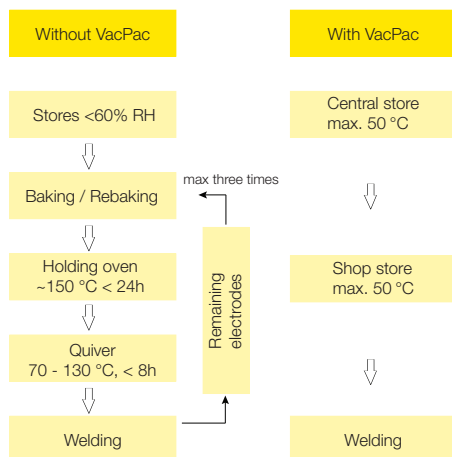 Without VacPac
With VacPac
Stores <60% RH
Central store
max. 50 °C
max three times
Baking / Rebaking
Holding oven
~150 °C < 24h
Remaining
electrodes
Shop store
max. 50 °C
Quiver
70 - 130 °C, < 8h
Welding
Welding